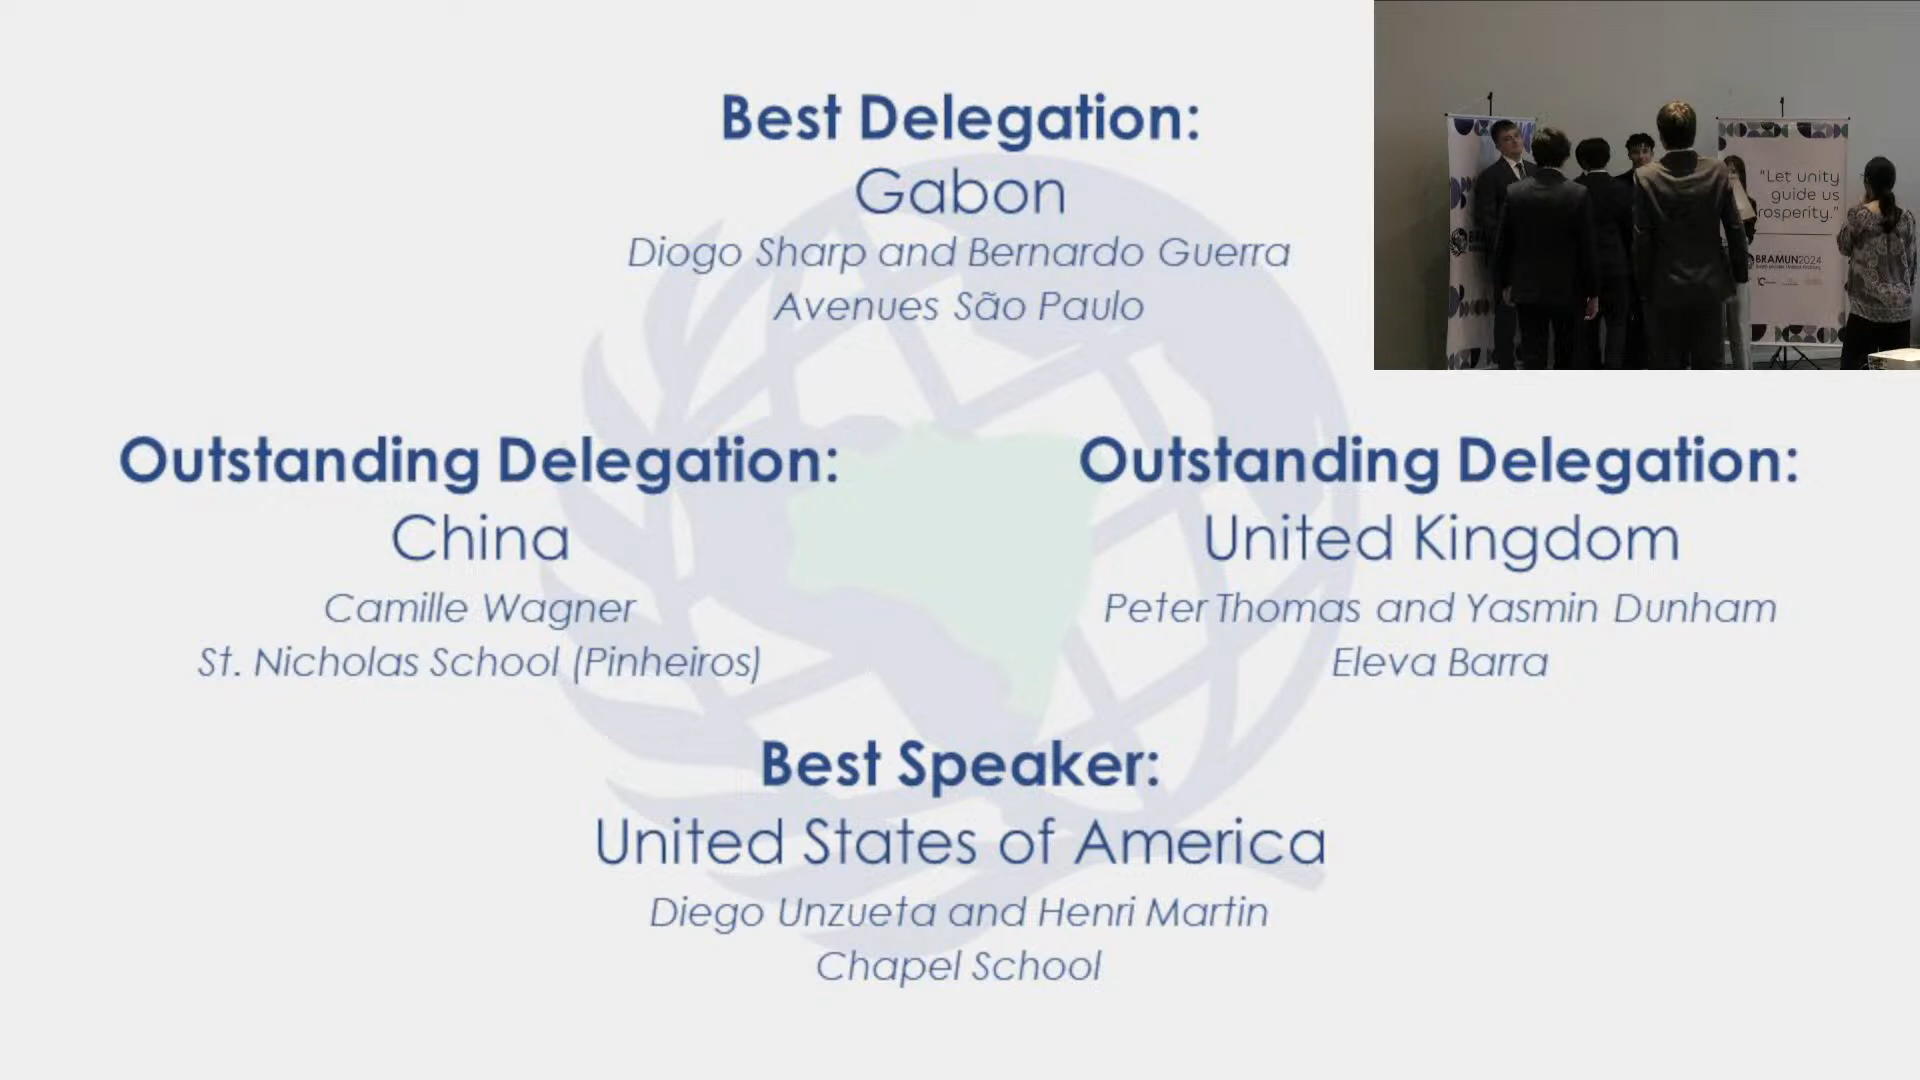 Best Delegation:
Gabon
Diogo Sharp and Bernardo Guerra
Avenues São Paulo
Outstanding Delegation:
China
Camille Wagner
St. Nicholas School (Pinheiros)
Outstanding Delegation:
United Kingdom
Peter Thomas and Yasmin Dunham
Eleva Barra
Best Speaker:
United States of America
Diego Unzueta and Henri Martin
Chapel School
"Let unity
guide us
rosperity."
BRAMUN2024